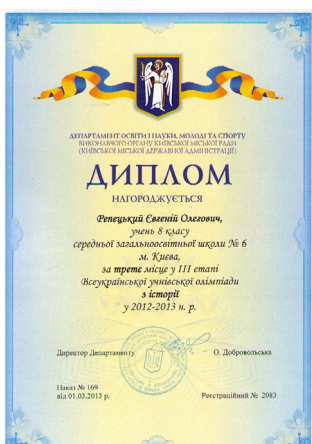 ДЕПАРТАМЕНТ ОСВІТИ І НАУКИ, МОЛОДІ ТА СПОРТУ
ВИКОНАВЧОГО ОРГАНУ КИЇВСЬКОЇ МІСЬКОЇ РАДИ
(КИЇВСЬКОЇ МІСЬКОЇ ДЕРЖАВНОЇ АДМІНІСТРАЦІЇ)
ДИПЛОМ
НАГОРОДЖУЄТЬСЯ
Репецький Євгеній Олегович,
учень 8 класу
середньої загальноосвітньої школи № 6
м. Києва,
за третє місце у III етапі
Всеукраїнської учнівської олімпіади
з історії
у 2012-2013 н. р.
Директор Департаменту
О. Добровольська
Наказ № 169
від 01.03.2013 р.
Реєстраційний № 2083